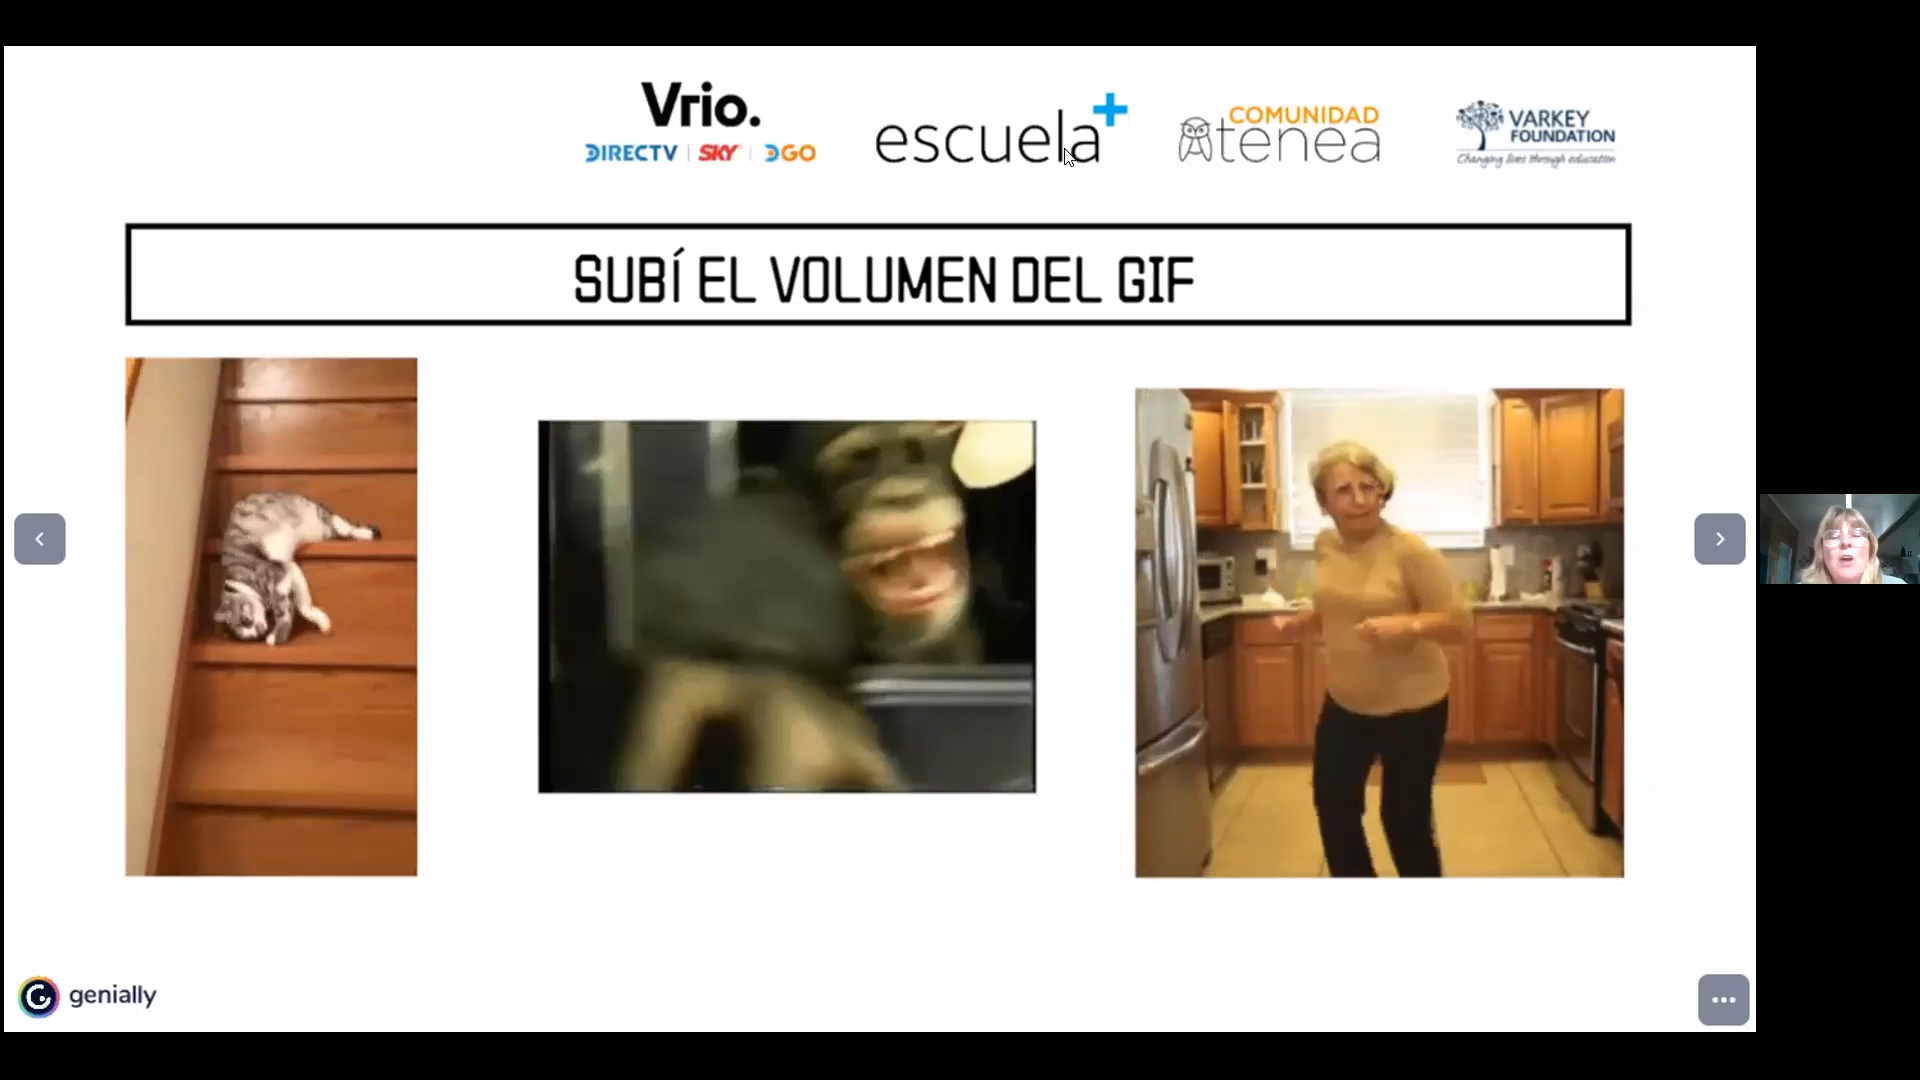 Vrio.
DIRECTV | SKY | DGO
escuela+
COMUNIDAD
atenea
VARKEY
FOUNDATION
Changing lives through education
SUBÍ EL VOLUMEN DEL GIF
genially